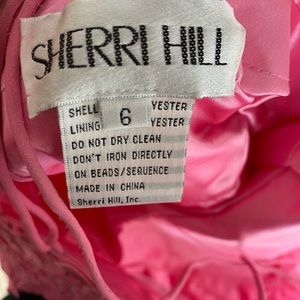 SHERRI HILL
SHELL YESTER
6
LINING YESTER
DO NOT DRY CLEAN
DON'T IRON DIRECTLY
ON BEADS/SEQUENCE
MADE IN CHINA
Sherri Hill, Inc.